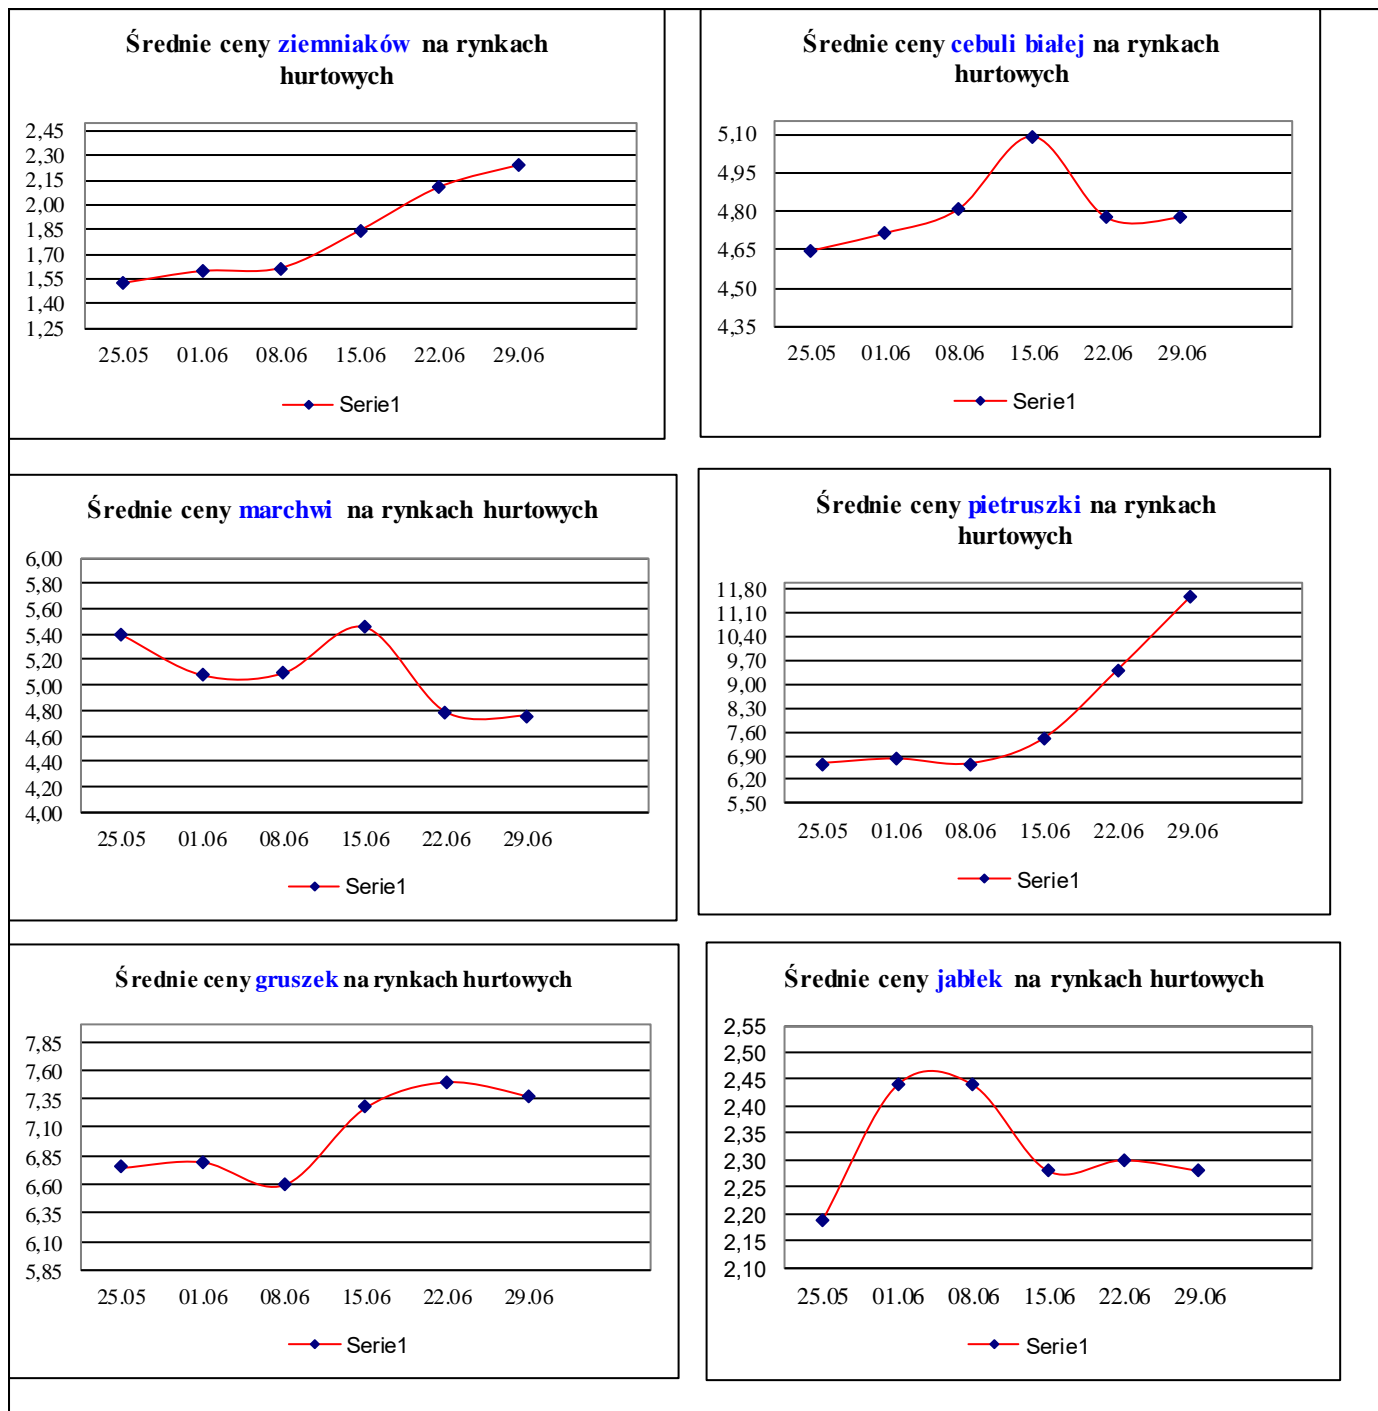 Średnie ceny ziemniaków na rynkach
hurtowych
2,45
2,30
2,15
2,00
1,85
1,70
1,55
1,40
1,25
25.05 01.06 08.06 15.06 22.06 29.06
Serie1
Średnie ceny cebuli białej na rynkach
hurtowych
5,10
4,95
4,80
4,65
4,50
4,35
25.05 01.06 08.06 15.06 22.06 29.06
Serie1
Średnie ceny marchwi na rynkach hurtowych
6,00
5,80
5,60
5,40
5,20
5,00
4,80
4,60
4,40
4,20
4,00
25.05 01.06 08.06 15.06 22.06 29.06
Serie1
Średnie ceny pietruszki na rynkach
hurtowych
11,80
11,10
10,40
9,70
9,00
8,30
7,60
6,90
6,20
5,50
25.05 01.06 08.06 15.06 22.06 29.06
Serie1
Średnie ceny gruszek na rynkach hurtowych
7,85
7,60
7,35
7,10
6,85
6,60
6,35
6,10
5,85
25.05 01.06 08.06 15.06 22.06 29.06
Serie1
Średnie ceny jabłek na rynkach hurtowych
2,55
2,50
2,45
2,40
2,35
2,30
2,25
2,20
2,15
2,10
25.05 01.06 08.06 15.06 22.06 29.06
Serie1